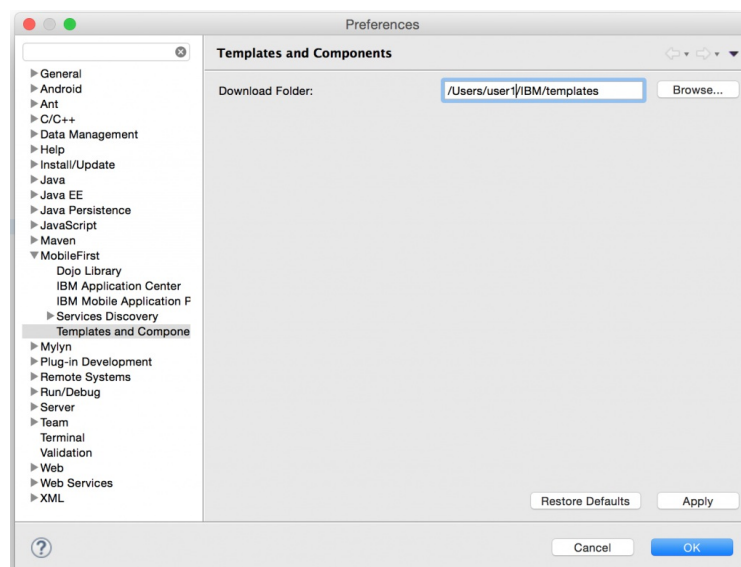 Preferences
Templates and Components
General
Android
Ant
C/C++
Data Management
Help
Install/Update
Java
Java EE
Java Persistence
JavaScript
Maven
MobileFirst
Dojo Library
IBM Application Center
IBM Mobile Application P
Services Discovery
Templates and Compone
Mylyn
Plug-in Development
Remote Systems
Run/Debug
Server
Team
Terminal
Validation
Web
Web Services
XML
Download Folder: /Users/user1/IBM/templates Browse...
Restore Defaults Apply
? Cancel OK